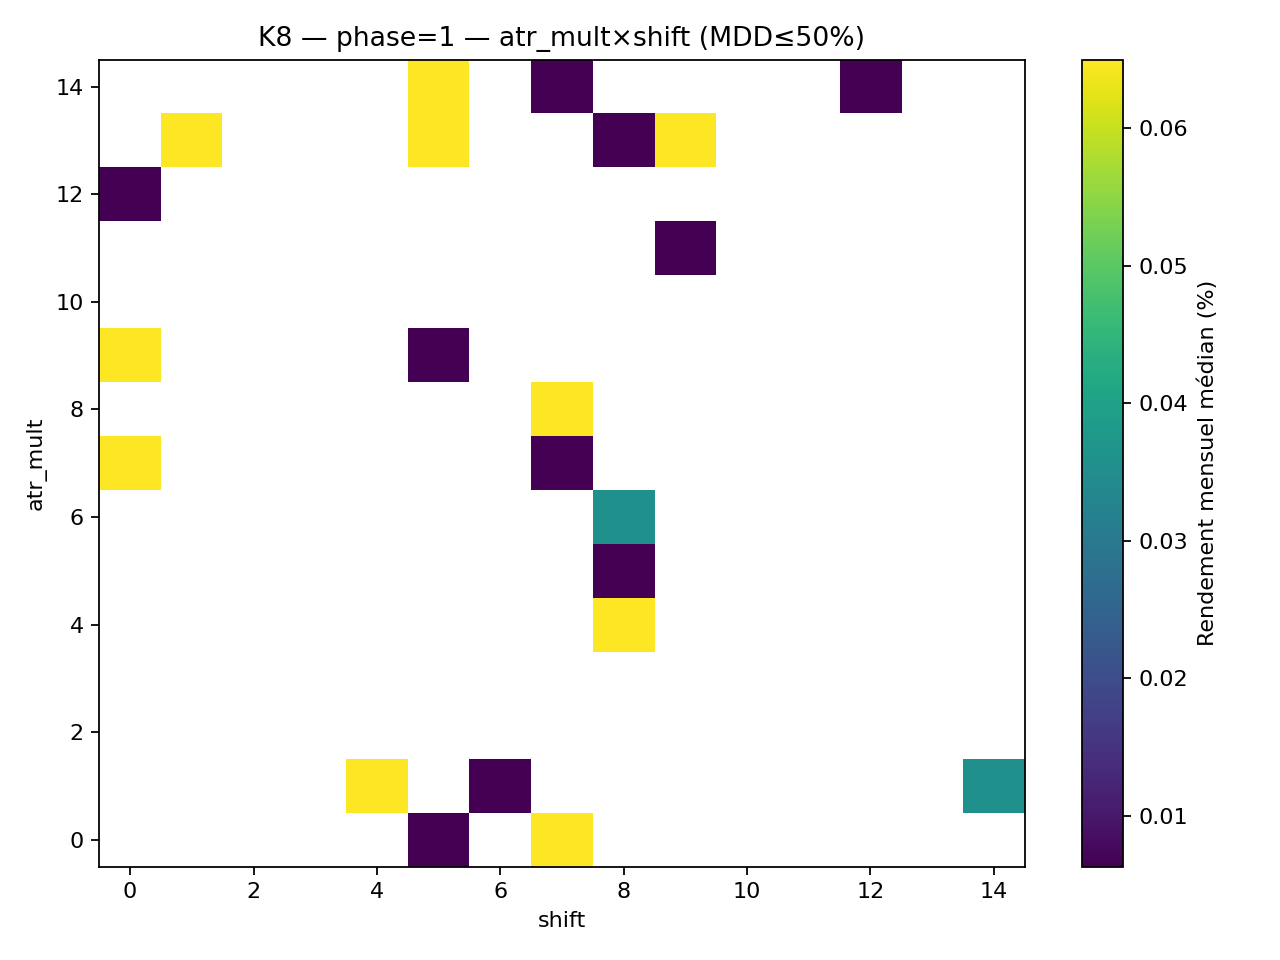 K8 — phase=1 — atr_mult×shift (MDD≤50%)
14
12
10
8
6
4
2
0
atr_mult
0 2 4 6 8 10 12 14
shift
0.06
0.05
0.04
0.03
0.02
0.01
Rendement mensuel médian (%)